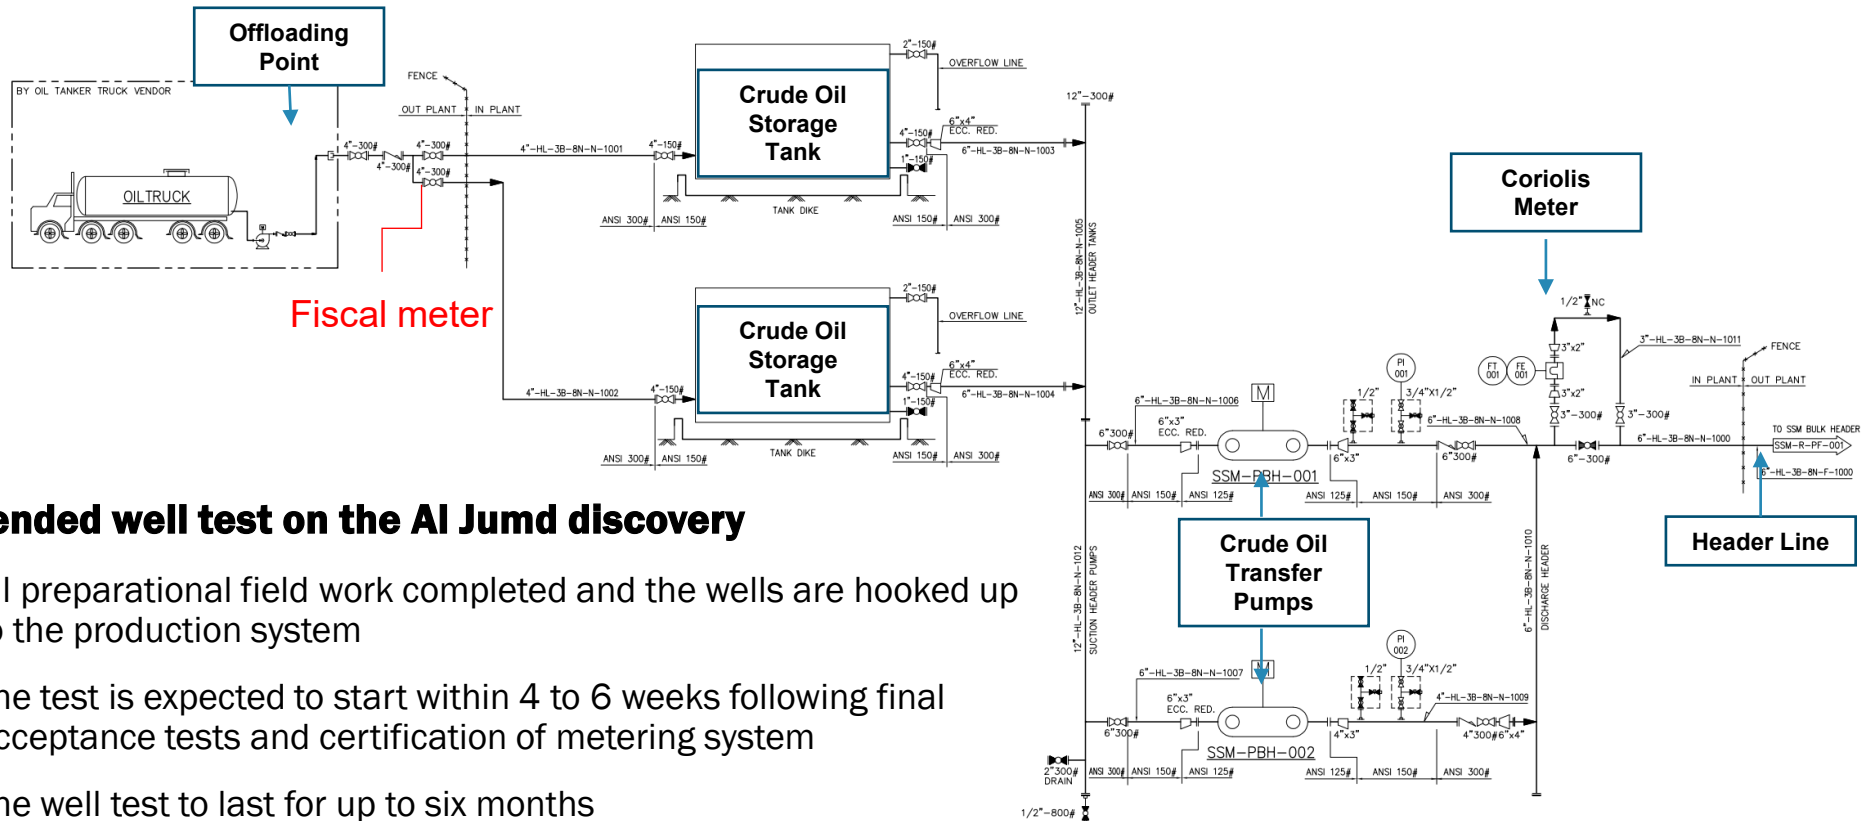 Offloading
Point
BY OIL TANKER TRUCK VENDOR
OIL TRUCK
FENCE
OUT PLANT
IN PLANT
4"-300#
4"-300#
4"-300#
4"-300#
Fiscal meter
4"-HL-3B-8N-N-1001
4"-150#
Crude Oil
Storage
Tank
2"-150#
OVERFLOW LINE
4"-150#
6"x4"
ECC. RED.
1"-150#
6"-HL-3B-8N-N-1003
TANK DIKE
ANSI 300#
ANSI 150#
ANSI 150#
ANSI 300#
4"-HL-3B-8N-N-1002
4"-150#
Crude Oil
Storage
Tank
2"-150#
OVERFLOW LINE
4"-150#
6"x4"
ECC. RED.
1"-150#
6"-HL-3B-8N-N-1004
TANK DIKE
ANSI 300#
ANSI 150#
ANSI 150#
ANSI 300#
12"-300#
12"-HL-3B-8N-N-1005
OUTLET HEADER TANKS
Coriolis
Meter
1/2"
NC
3"x2"
FT
001
FE
001
3"x2"
3"-300#
3"-300#
3"-HL-3B-8N-N-1011
FENCE
IN PLANT
OUT PLANT
TO SSM BULK HEADER
SSM-R-PF-001
6"-HL-3B-8N-N-1000
6"-HL-3B-8N-F-1000
6"-300#
Header Line
6"-HL-3B-8N-N-1006
6"300#
6"x3"
ECC. RED.
M
SSM-PBH-001
6"x3"
1/2"
PI
001
3/4"X1/2"
6"-HL-3B-8N-N-1008
6"300#
ANSI 300#
ANSI 150#
ANSI 125#
ANSI 125#
ANSI 150#
ANSI 300#
Crude Oil
Transfer
Pumps
12"-HL-3B-8N-N-1012
SUCTION HEADER PUMPS
6"-HL-3B-8N-N-1010
DISCHARGE HEADER
6"-HL-3B-8N-N-1007
6"300#
6"x3"
ECC. RED.
M
SSM-PBH-002
4"x3"
1/2"
PI
002
3/4"X1/2"
4"-HL-3B-8N-N-1009
4"300#
6"x4"
ANSI 300#
ANSI 150#
ANSI 125#
ANSI 125#
ANSI 150#
ANSI 300#
2"300#
DRAIN
1/2"-800#
ended well test on the Al Jumd discovery
ll preparational field work completed and the wells are hooked up
o the production system
he test is expected to start within 4 to 6 weeks following final
cceptance tests and certification of metering system
he well test to last for up to six months